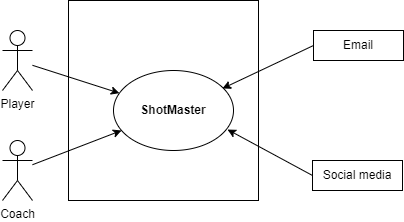 Email
Player
ShotMaster
Social media
Coach